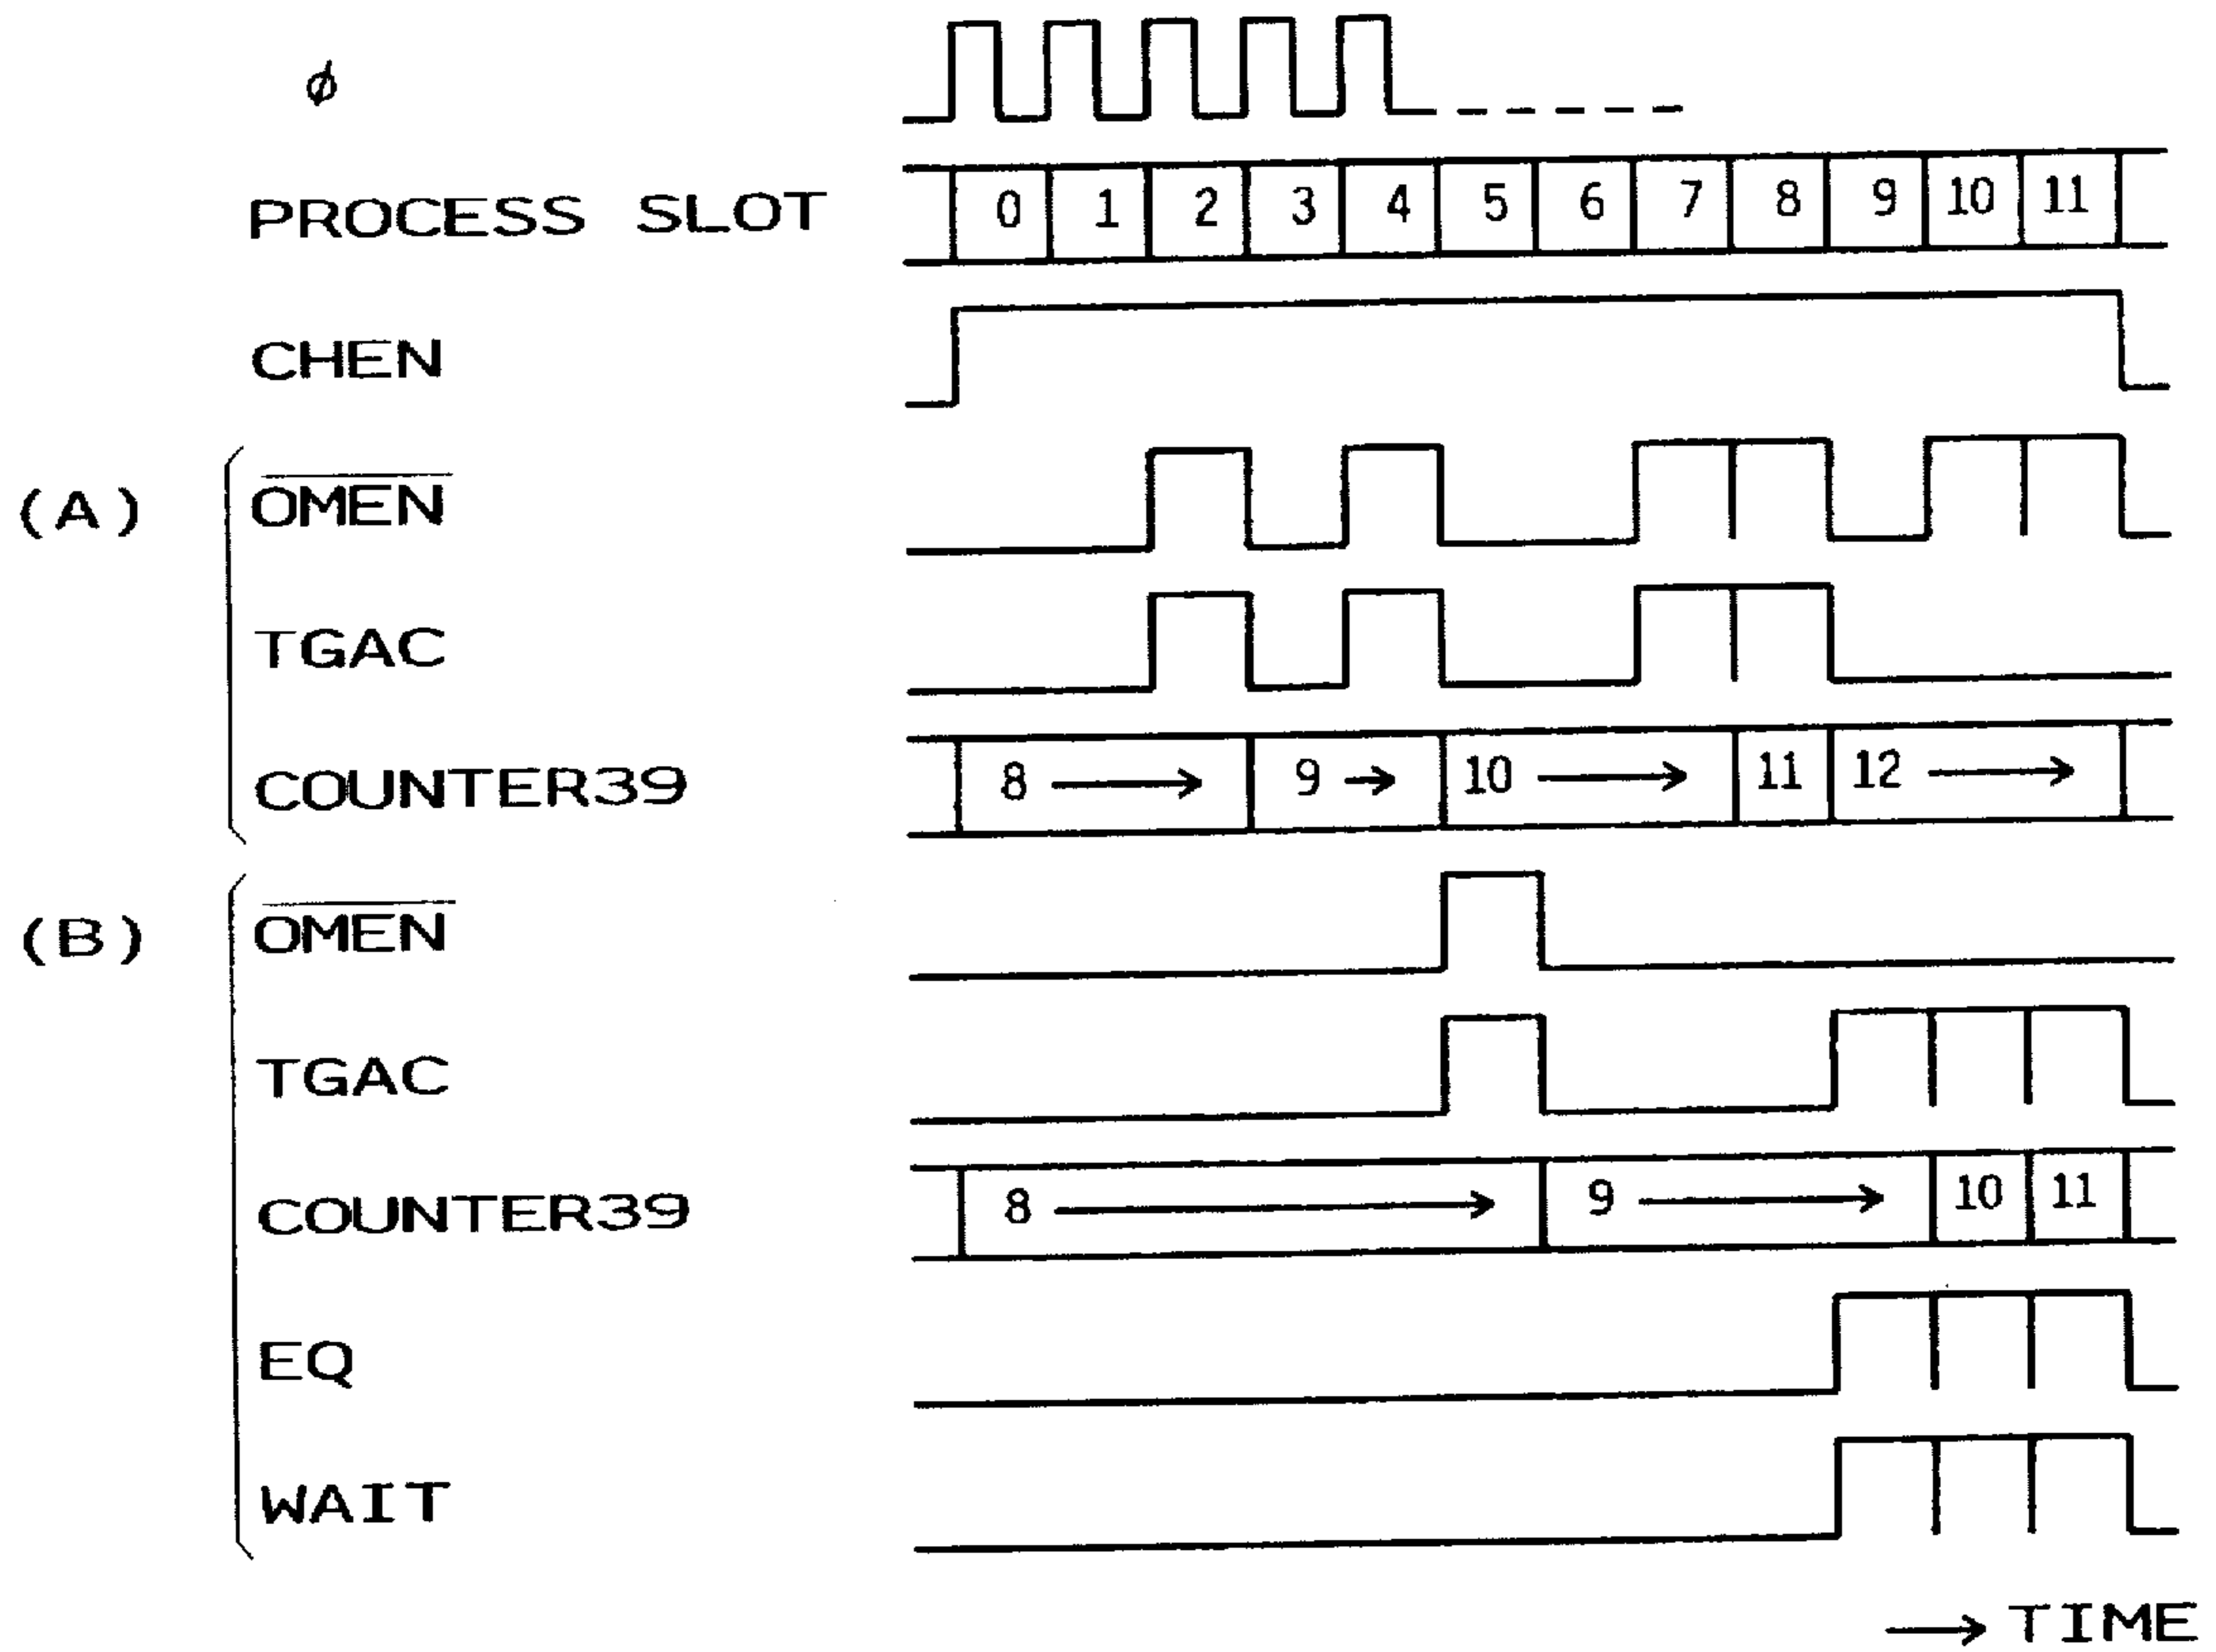 ϕ
PROCESS SLOT 0 1 2 3 4 5 6 7 8 9 10 11
CHEN
(A)
OMEN
TGAC
COUNTER39 8 → 9 → 10 → 11 12 →
(B)
OMEN
TGAC
COUNTER39 8 → 9 → 10 11
EQ
WAIT
→ TIME